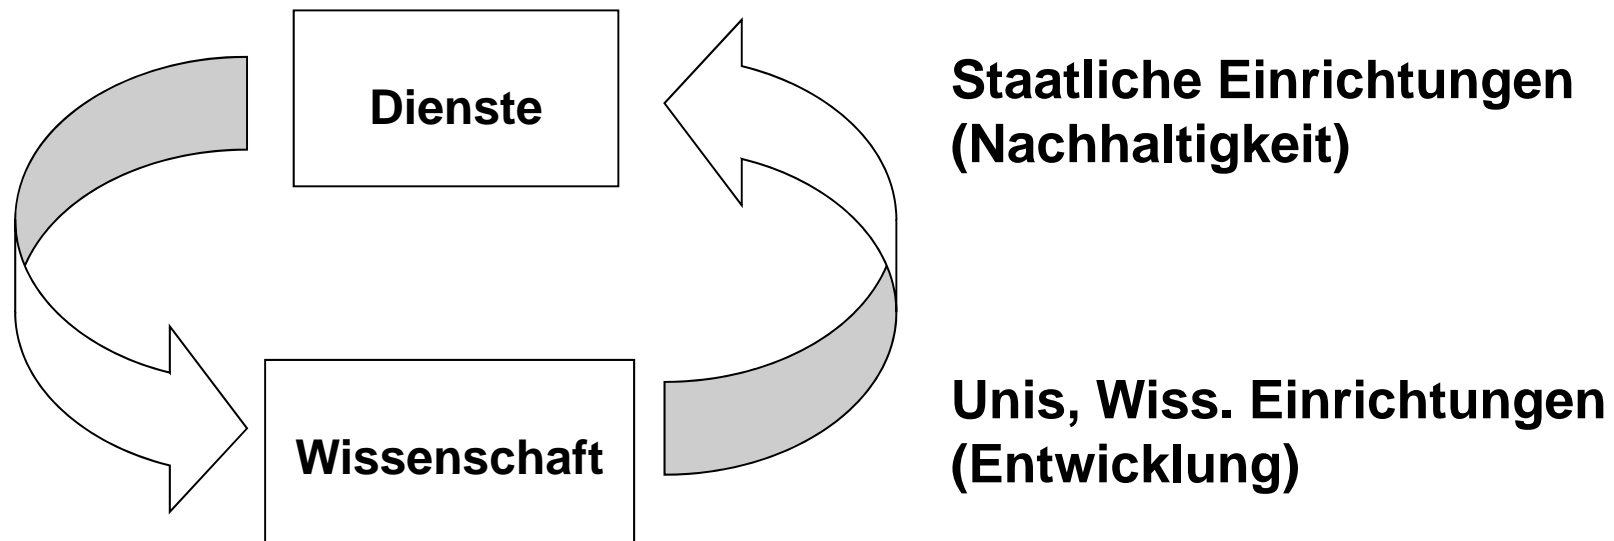 Dienste
Staatliche Einrichtungen
(Nachhaltigkeit)
Wissenschaft
Unis, Wiss. Einrichtungen
(Entwicklung)